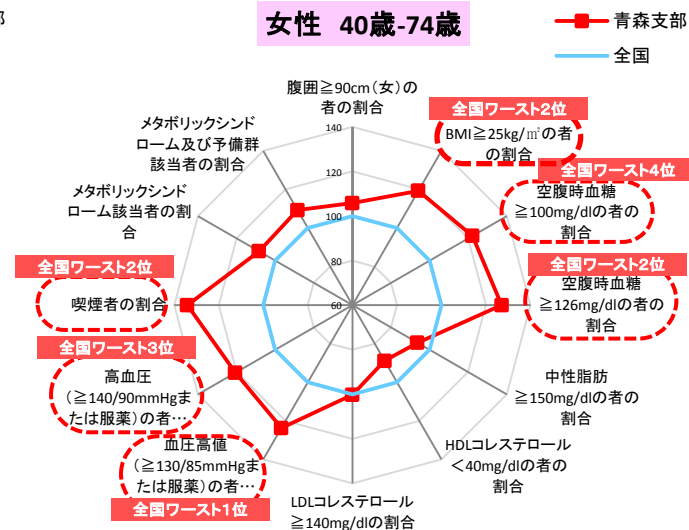 部
女性 40歳-74歳
青森支部
全国
腹囲≧90cm（女）の
者の割合
全国ワースト2位
BMI≧25kg/㎡の者
の割合
全国ワースト4位
空腹時血糖
≧100mg/dlの者の
割合
全国ワースト2位
空腹時血糖
≧126mg/dlの者の
割合
中性脂肪
≧150mg/dlの者の
割合
HDLコレステロール
＜40mg/dlの者の
割合
LDLコレステロール
≧140mg/dlの者の割合
血圧高値
（≧130/85mmHgま
たは服薬）の者…
全国ワースト1位
全国ワースト3位
高血圧
（≧140/90mmHgま
たは服薬）の者…
全国ワースト2位
喫煙者の割合
メタボリックシンド
ローム該当者の割
合
メタボリックシンド
ローム及び予備群
該当者の割合
140
120
100
80
60